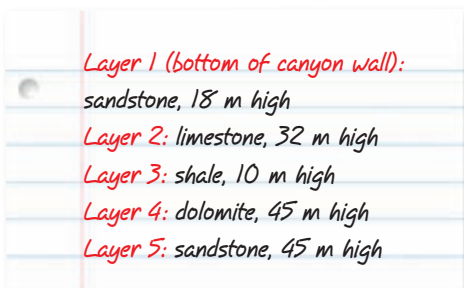 Layer 1 (bottom of canyon wall):
sandstone, 18 m high
Layer 2: limestone, 32 m high
Layer 3: shale, 10 m high
Layer 4: dolomite, 45 m high
Layer 5: sandstone, 45 m high